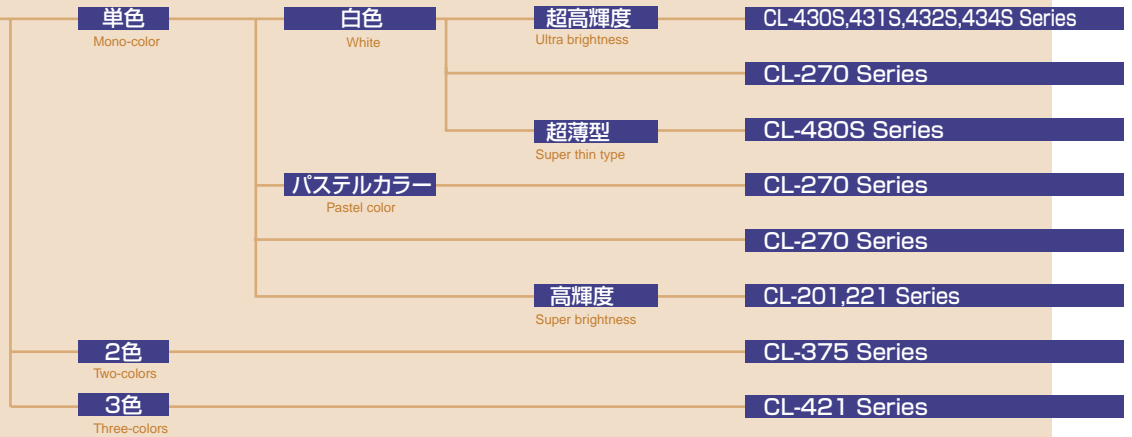 単色
Mono-color
白色
White
超高輝度
Ultra brightness
CL-430S,431S,432S,434S Series
CL-270 Series
超薄型
Super thin type
CL-480S Series
パステルカラー
Pastel color
CL-270 Series
CL-270 Series
高輝度
Super brightness
CL-201,221 Series
2色
Two-colors
CL-375 Series
3色
Three-colors
CL-421 Series